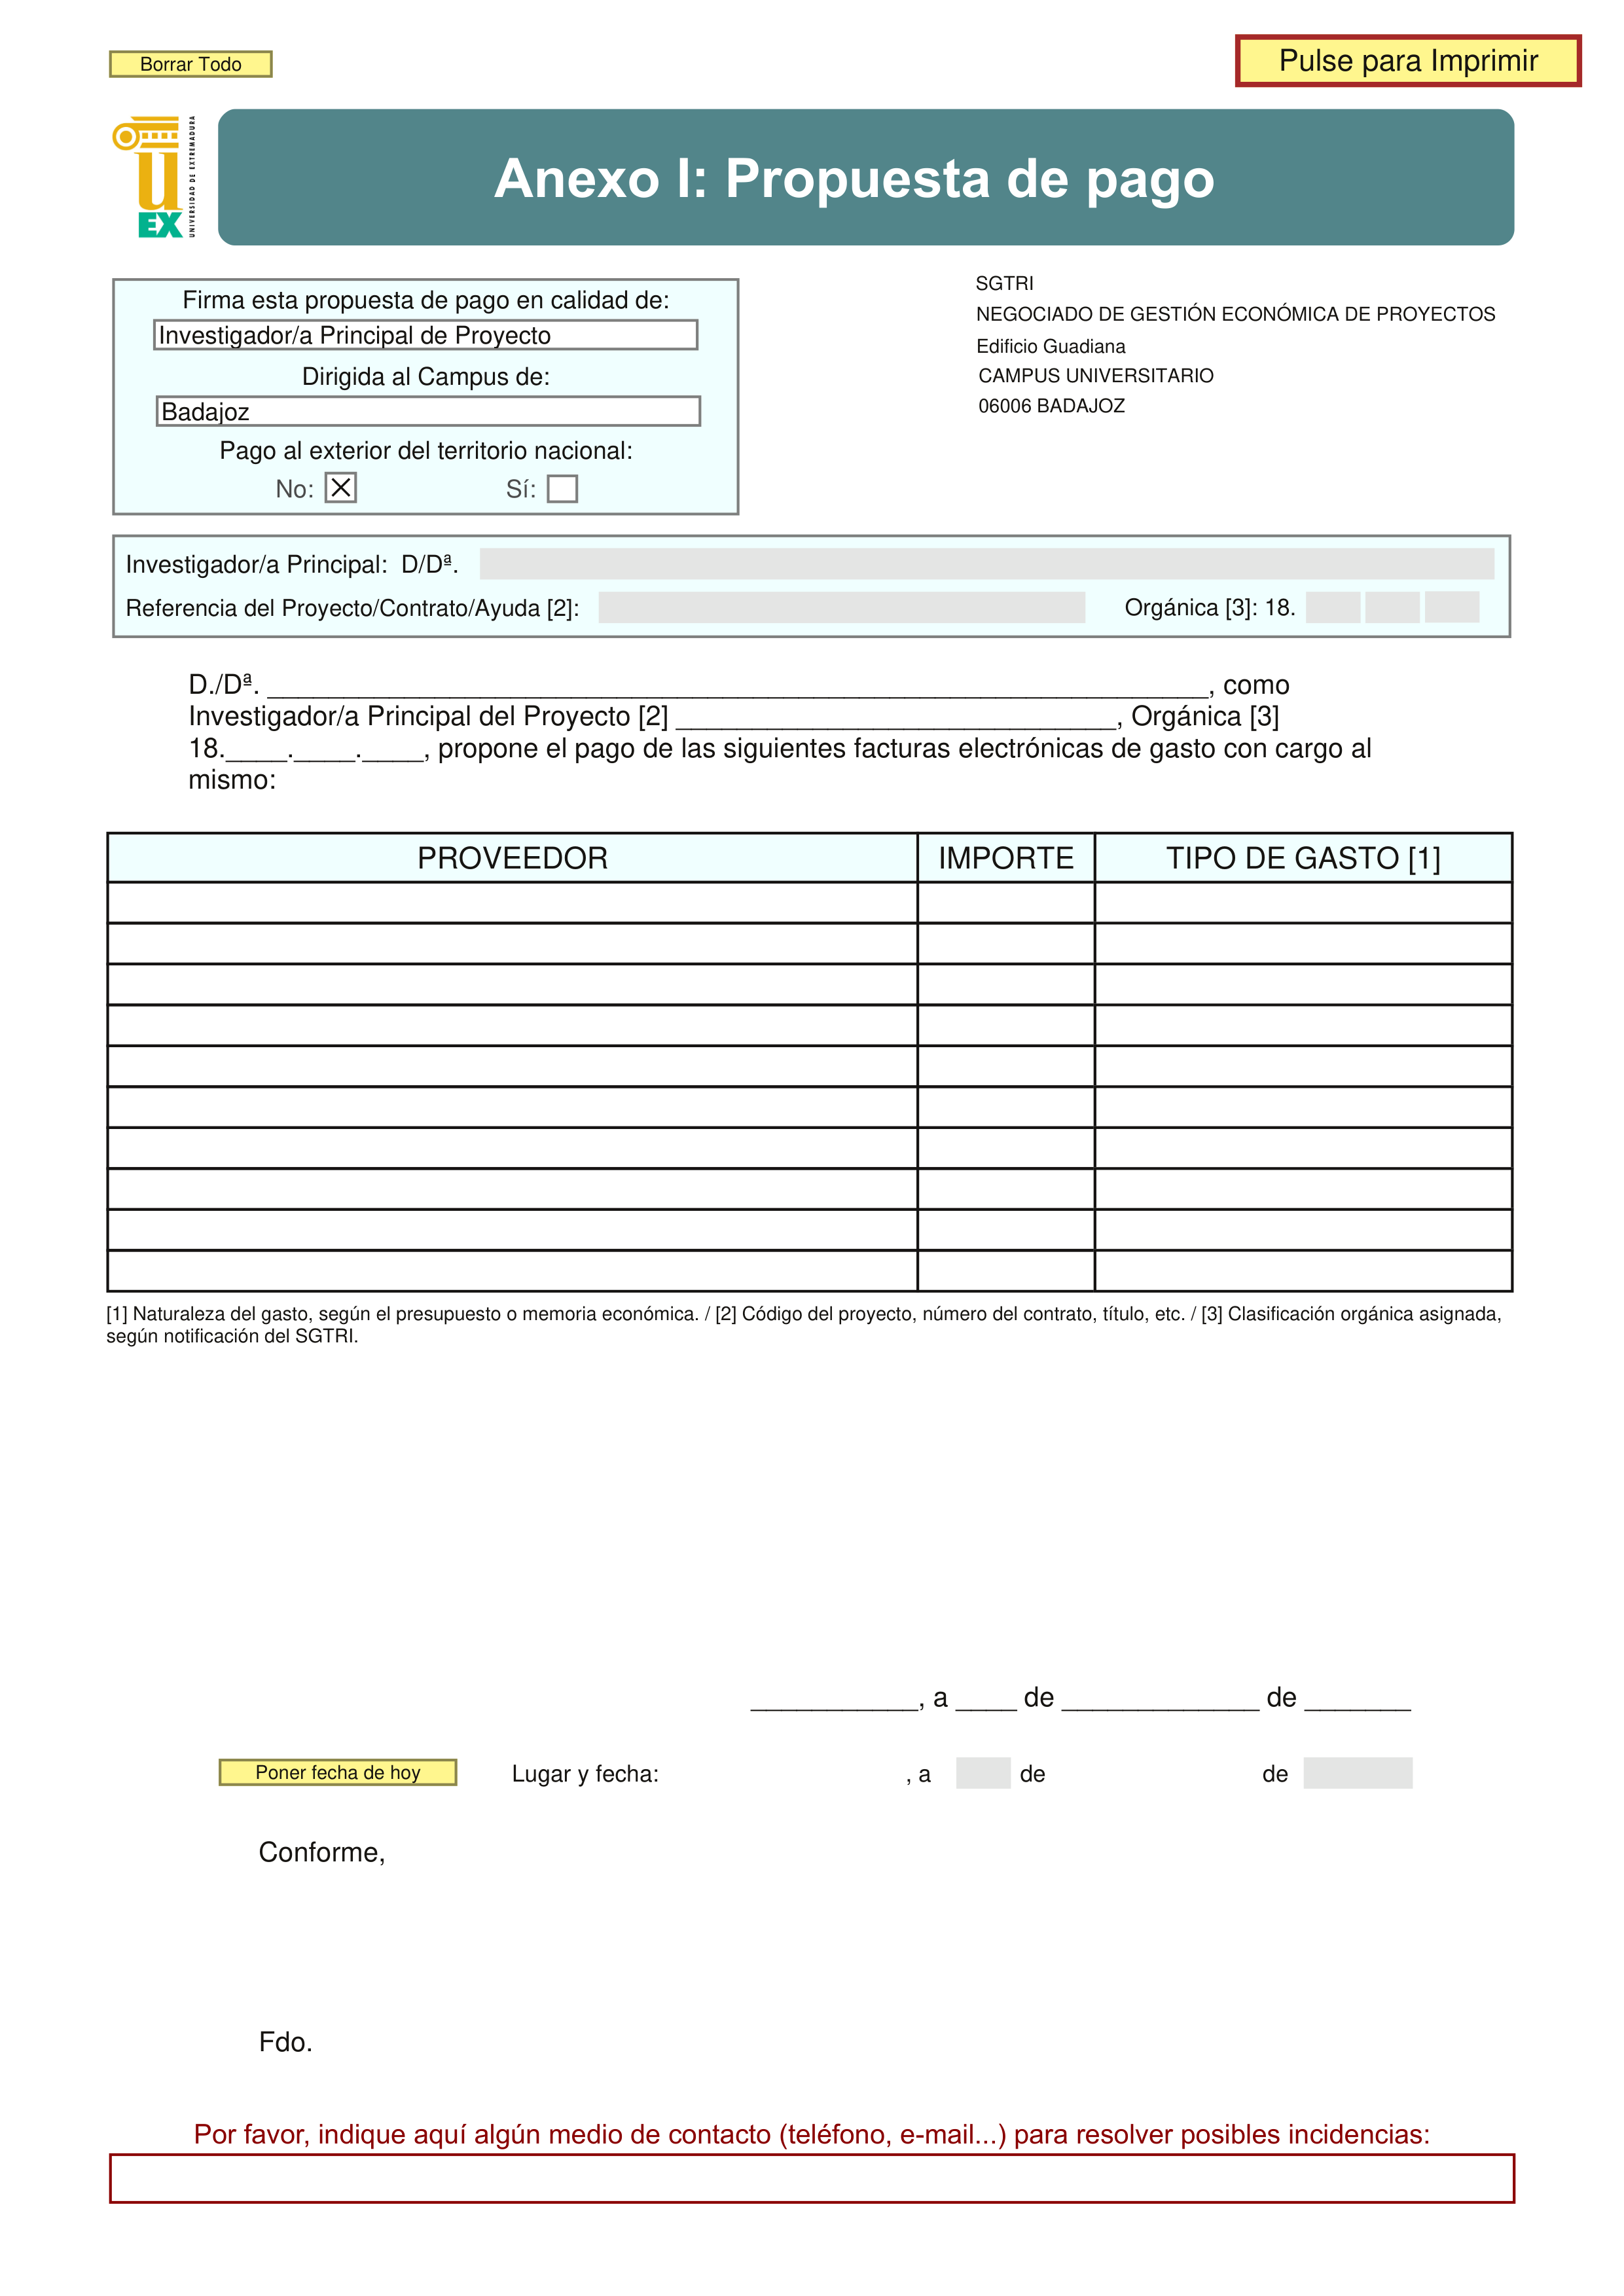 Borrar Todo
Pulse para Imprimir
UNIVERSIDAD DE EXTREMADURA
u
EX
Anexo I: Propuesta de pago
Firma esta propuesta de pago en calidad de:
Investigador/a Principal de Proyecto
Dirigida al Campus de:
Badajoz
Pago al exterior del territorio nacional:
No: Sí:
SGTRI
NEGOCIADO DE GESTIÓN ECONÓMICA DE PROYECTOS
Edificio Guadiana
CAMPUS UNIVERSITARIO
06006 BADAJOZ
Investigador/a Principal: D/Dª.
Referencia del Proyecto/Contrato/Ayuda [2]: Orgánica [3]: 18.
D./Dª. ______________________________________________________________, como
Investigador/a Principal del Proyecto [2] _____________________________, Orgánica [3]
18.____.____.____, propone el pago de las siguientes facturas electrónicas de gasto con cargo al
mismo:
PROVEEDOR IMPORTE TIPO DE GASTO [1]
[1] Naturaleza del gasto, según el presupuesto o memoria económica. / [2] Código del proyecto, número del contrato, título, etc. / [3] Clasificación orgánica asignada,
según notificación del SGTRI.
___________, a ____ de _____________ de _______
Poner fecha de hoy Lugar y fecha: , a de de
Conforme,
Fdo.
Por favor, indique aquí algún medio de contacto (teléfono, e-mail...) para resolver posibles incidencias: